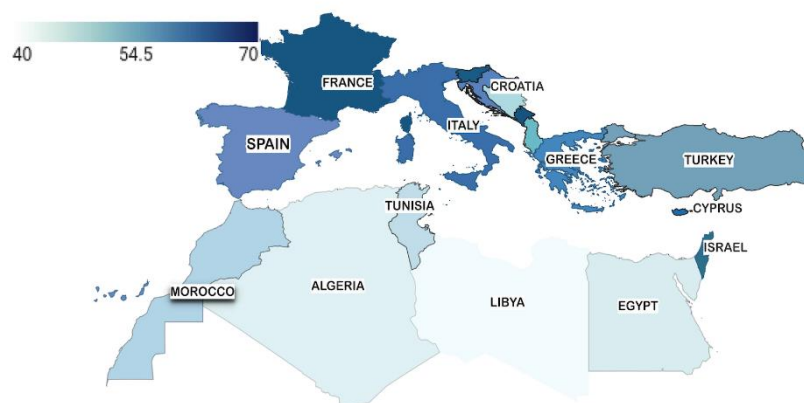 40 54.5 70
FRANCE
CROATIA
SPAIN
ITALY
GREECE
TURKEY
TUNISIA
CYPRUS
ISRAEL
MOROCCO
ALGERIA
LIBYA
EGYPT